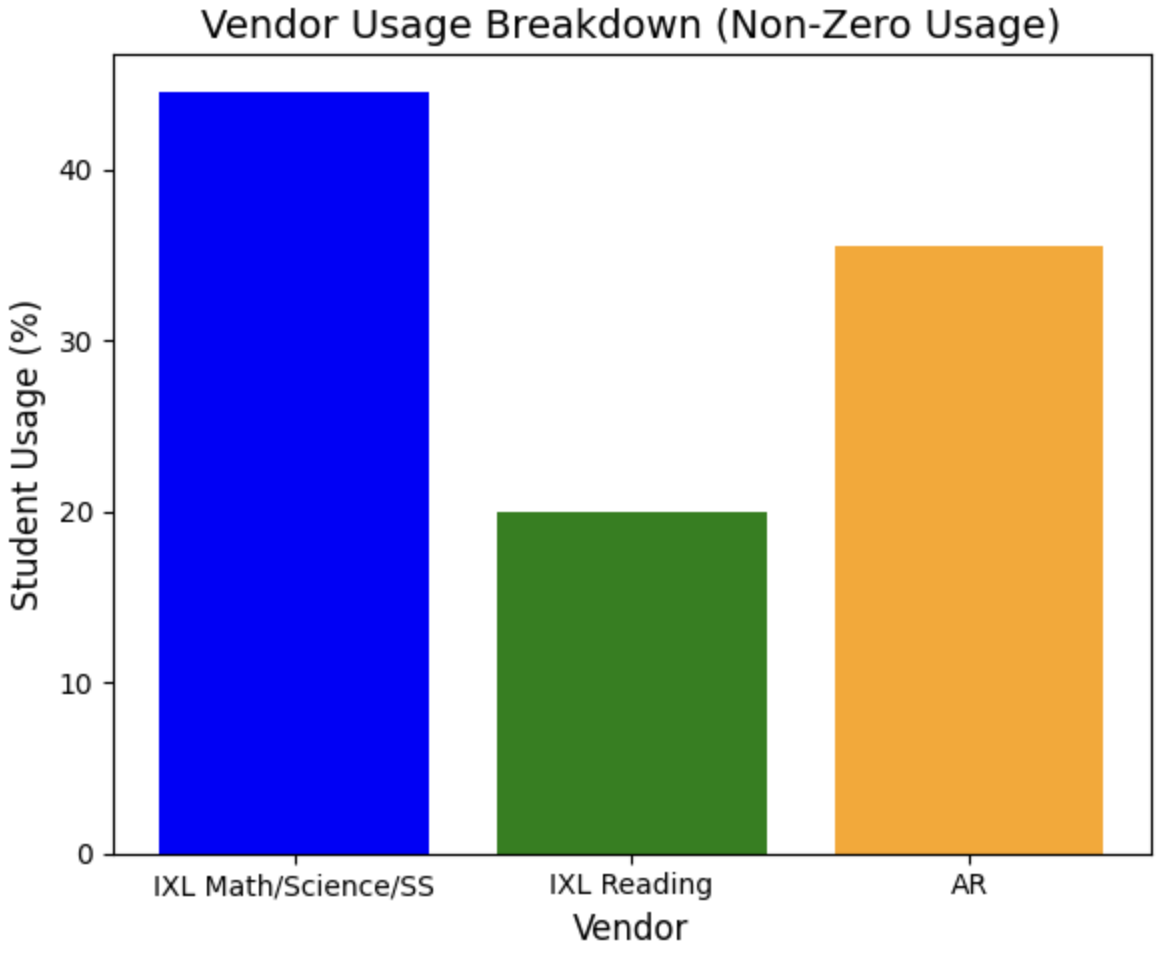 Vendor Usage Breakdown (Non-Zero Usage)
Student Usage (%)
40
30
20
10
0
IXL Math/Science/SS
IXL Reading
AR
Vendor